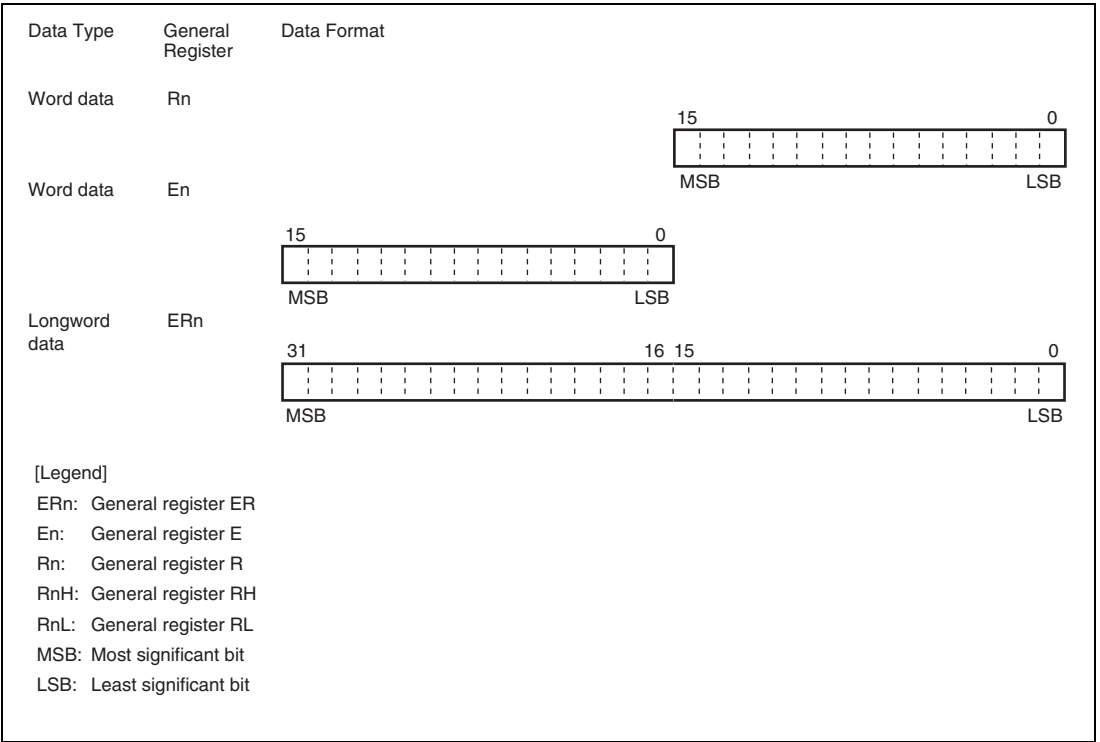 Data Type General Register Data Format
Word data Rn
15 0
MSB LSB
Word data En
15 0
MSB LSB
Longword data ERn
31 16 15 0
MSB LSB
[Legend]
ERn: General register ER
En: General register E
Rn: General register R
RnH: General register RH
RnL: General register RL
MSB: Most significant bit
LSB: Least significant bit